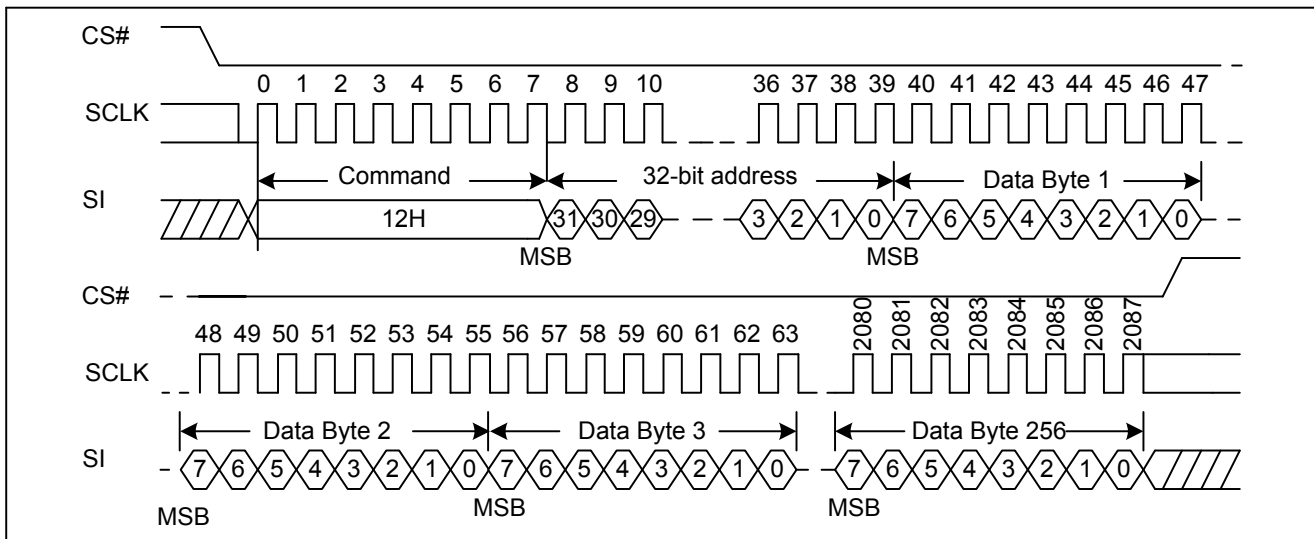 CS#
0 1 2 3 4 5 6 7 8 9 10 36 37 38 39 40 41 42 43 44 45 46 47
SCLK
Command 32-bit address Data Byte 1
SI
12H 31 30 29 3 2 1 0 7 6 5 4 3 2 1 0
MSB MSB
CS#
48 49 50 51 52 53 54 55 56 57 58 59 60 61 62 63 2080 2081 2082 2083 2084 2085 2086 2087
SCLK
Data Byte 2 Data Byte 3 Data Byte 256
SI
7 6 5 4 3 2 1 0 7 6 5 4 3 2 1 0 7 6 5 4 3 2 1 0
MSB MSB MSB